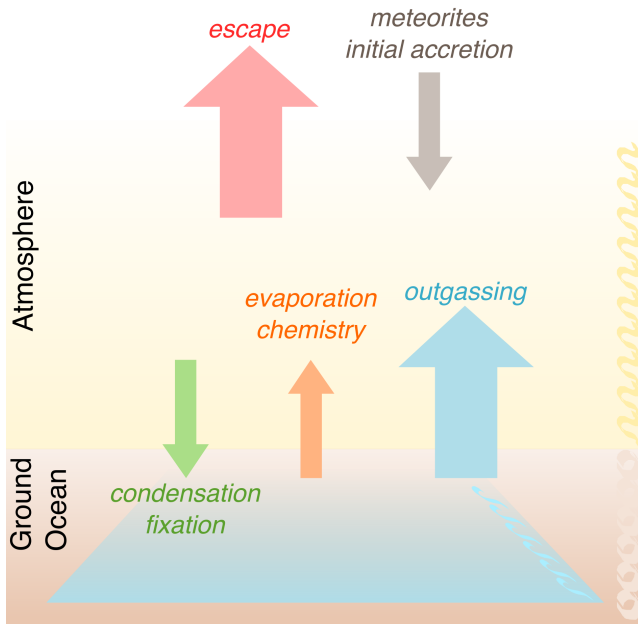 escape
meteorites
initial accretion
Atmosphere
evaporation
chemistry
outgassing
condensation
fixation
Ground
Ocean